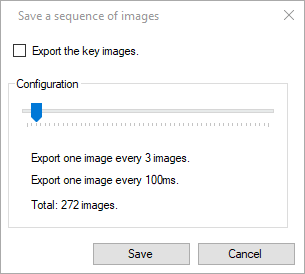 Save a sequence of images
Export the key images.
Configuration
Export one image every 3 images.
Export one image every 100ms.
Total: 272 images.
Save
Cancel